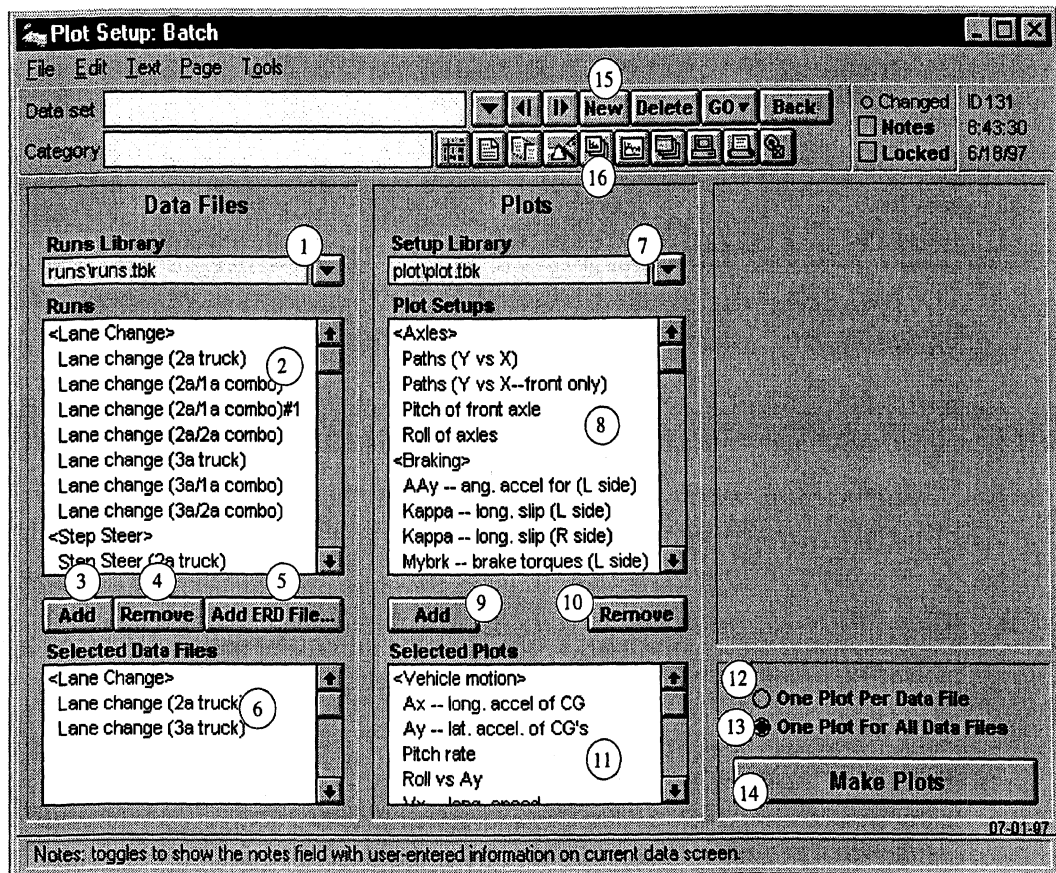 Plot Setup: Batch
File Edit Text Page Tools
15
Data set New Delete GO Back
Changed
Notes
Locked
ID 131
8:43:30
6/18/97
Category
16
Data Files
Runs Library
1
runs\runs.tbk
Runs
<Lane Change>
Lane change (2a truck)
2
Lane change (2a/1a combo)
Lane change (2a/1a combo)#1
Lane change (2a/2a combo)
Lane change (3a truck)
Lane change (3a/1a combo)
Lane change (3a/2a combo)
<Step Steer>
Step Steer (2a truck)
3 4 5
Add Remove Add ERD File...
Selected Data Files
<Lane Change>
Lane change (2a truck)
6
Lane change (3a truck)
Plots
Setup Library
7
plot\plot.tbk
Plot Setups
<Axles>
Paths (Y vs X)
Paths (Y vs X--front only)
Pitch of front axle
8
Roll of axles
<Braking>
AAy -- ang. accel for (L side)
Kappa -- long. slip (L side)
Kappa -- long. slip (R side)
Mybrk -- brake torques (L side)
Add 9 10 Remove
Selected Plots
<Vehicle motion>
Ax -- long. accel of CG
Ay -- lat. accel. of CG's
Pitch rate
11
Roll vs Ay
Vx -- long. speed
12
One Plot Per Data File
13 One Plot For All Data Files
14 Make Plots
07-01-97
Notes: toggles to show the notes field with user-entered information on current data screen.